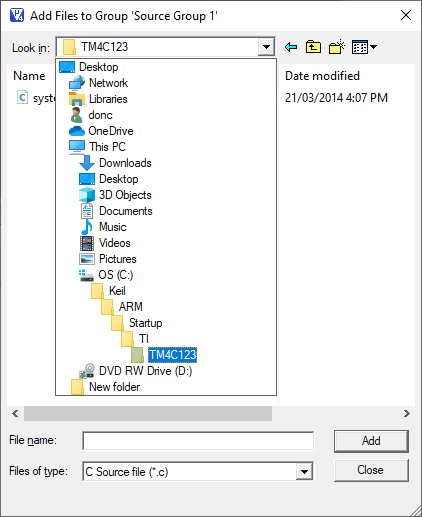 Add Files to Group 'Source Group 1'
Look in: TM4C123
Name Date modified
syste 21/03/2014 4:07 PM
Desktop
Network
Libraries
donc
OneDrive
This PC
Downloads
Desktop
3D Objects
Documents
Music
Videos
Pictures
OS (C:)
Keil
ARM
Startup
TI
TM4C123
DVD RW Drive (D:)
New folder
File name: Add
Files of type: C Source file (*.c) Close